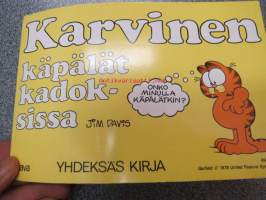 Karvinen
käpälät
kadok-
sissa
ONKO
MINULLA
KÄPÄLÄTKIN?
JIM DAVIS
YHDEKSÄS KIRJA